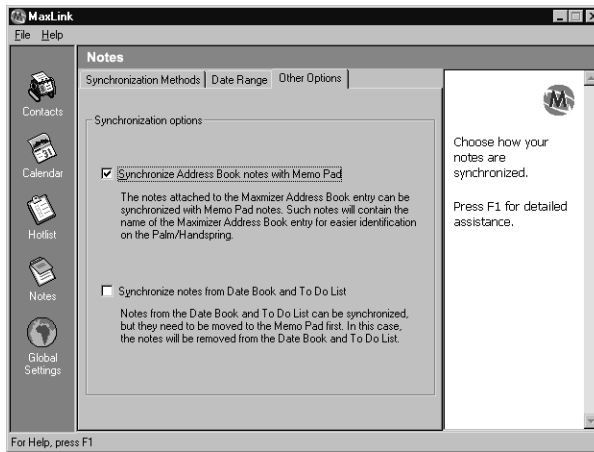 MaxLink
File Help
Notes
Synchronization Methods Date Range Other Options
Contacts
Calendar
Hotlist
Notes
Global
Settings
Synchronization options
Synchronize Address Book notes with Memo Pad
The notes attached to the Maxmizer Address Book entry can be
synchronized with Memo Pad notes. Such notes will contain the
name of the Maximizer Address Book entry for easier identification
on the Palm/Handspring.
Synchronize notes from Date Book and To Do List
Notes from the Date Book and To Do List can be synchronized,
but they need to be moved to the Memo Pad first. In this case,
the notes will be removed from the Date Book and To Do List.
M
Choose how your
notes are
synchronized.
Press F1 for detailed
assistance.
For Help, press F1